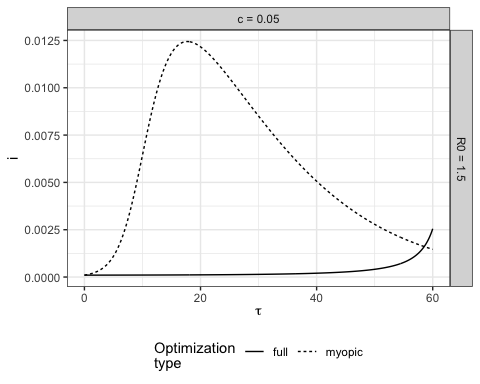 c = 0.05
R0 = 1.5
i
0.0125
0.0100
0.0075
0.0050
0.0025
0.0000
0
20
40
60
τ
Optimization
type
full
myopic